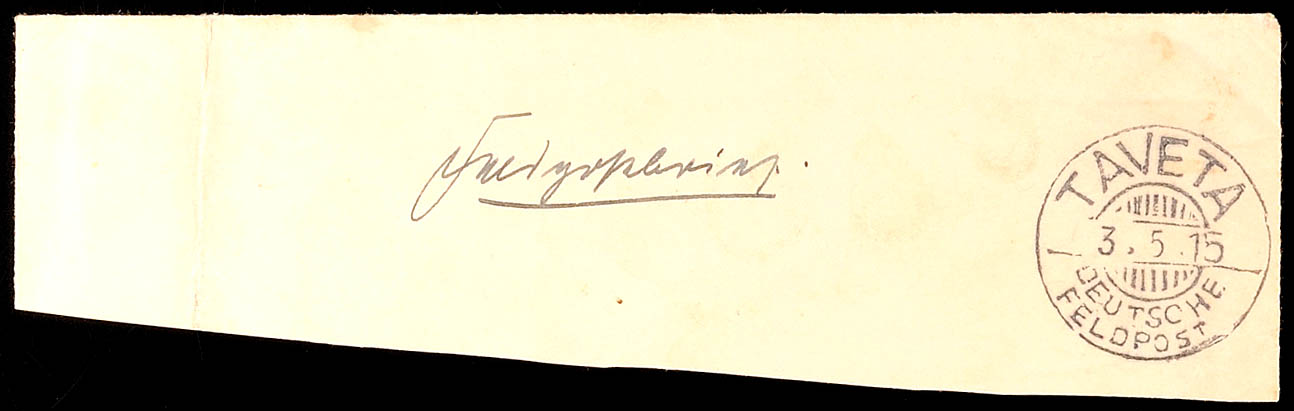 Feldpostbrief.
TAVETA
3.5.15
DEUTSCHE
FELDPOST